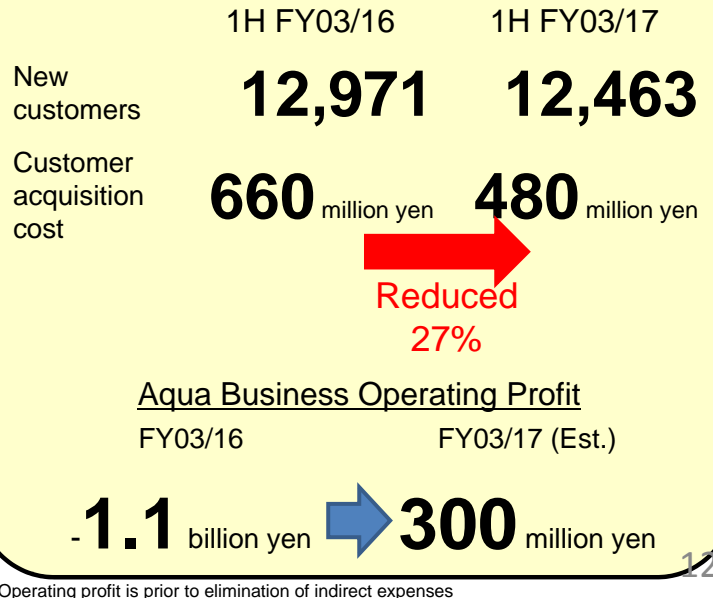 1H FY03/16 1H FY03/17
New
customers
12,971 12,463
Customer
acquisition
cost
660 million yen 480 million yen
Reduced
27%
Aqua Business Operating Profit
FY03/16 FY03/17 (Est.)
-1.1 billion yen 300 million yen
12
Operating profit is prior to elimination of indirect expenses